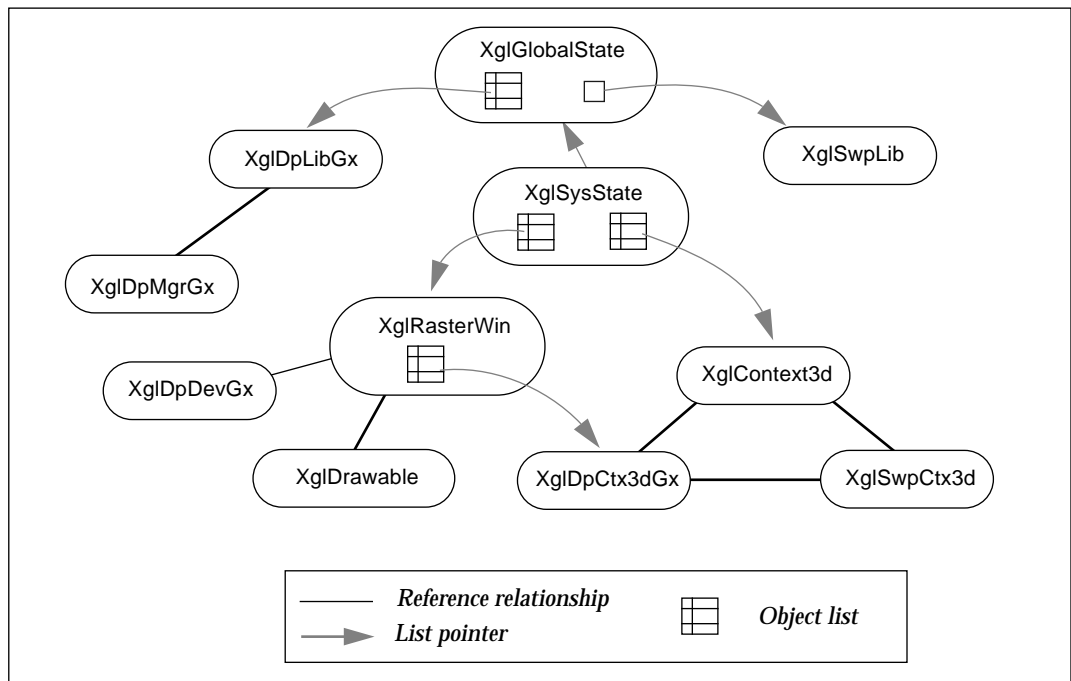 XglGlobalState
XglDpLibGx
XglSwpLib
XglSysState
XglDpMgrGx
XglRasterWin
XglDpDevGx
XglContext3d
XglDrawable
XglDpCtx3dGx
XglSwpCtx3d
Reference relationship
List pointer
Object list